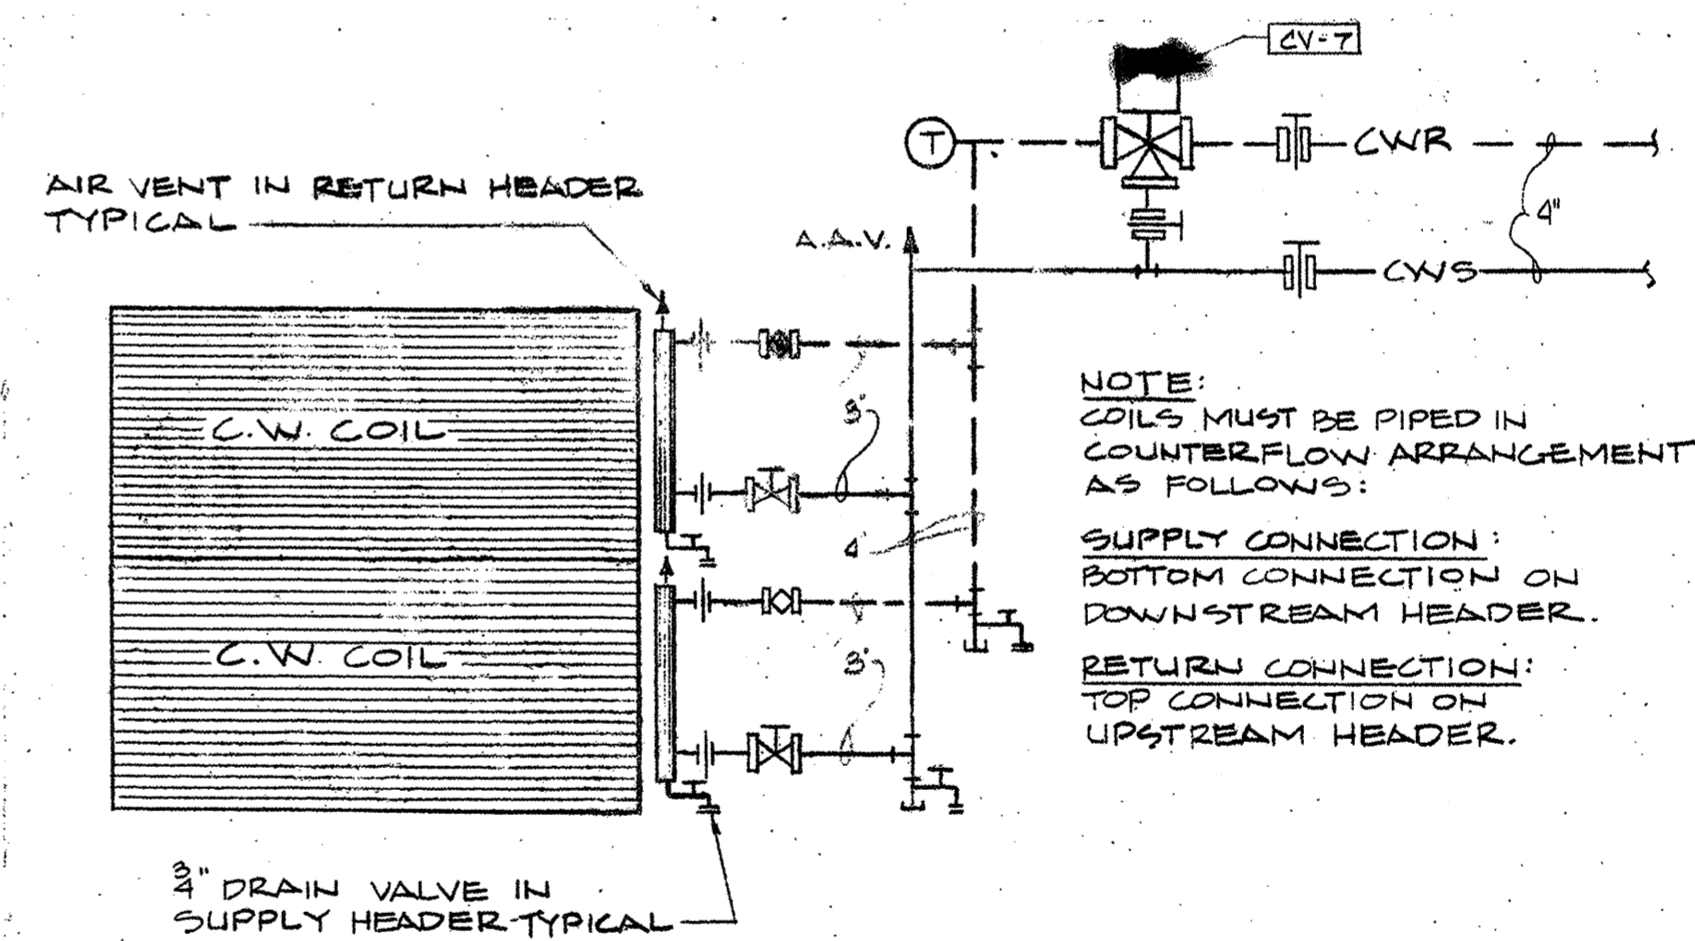 CV-7
T
CWR
AIR VENT IN RETURN HEADER
TYPICAL
4"
A.A.V.
CWS
NOTE:
COILS MUST BE PIPED IN
COUNTERFLOW ARRANGEMENT
AS FOLLOWS:
3"
C.W. COIL
SUPPLY CONNECTION:
BOTTOM CONNECTION ON
DOWNSTREAM HEADER.
4"
C.W. COIL
3"
RETURN CONNECTION:
TOP CONNECTION ON
UPSTREAM HEADER.
3/4" DRAIN VALVE IN
SUPPLY HEADER-TYPICAL